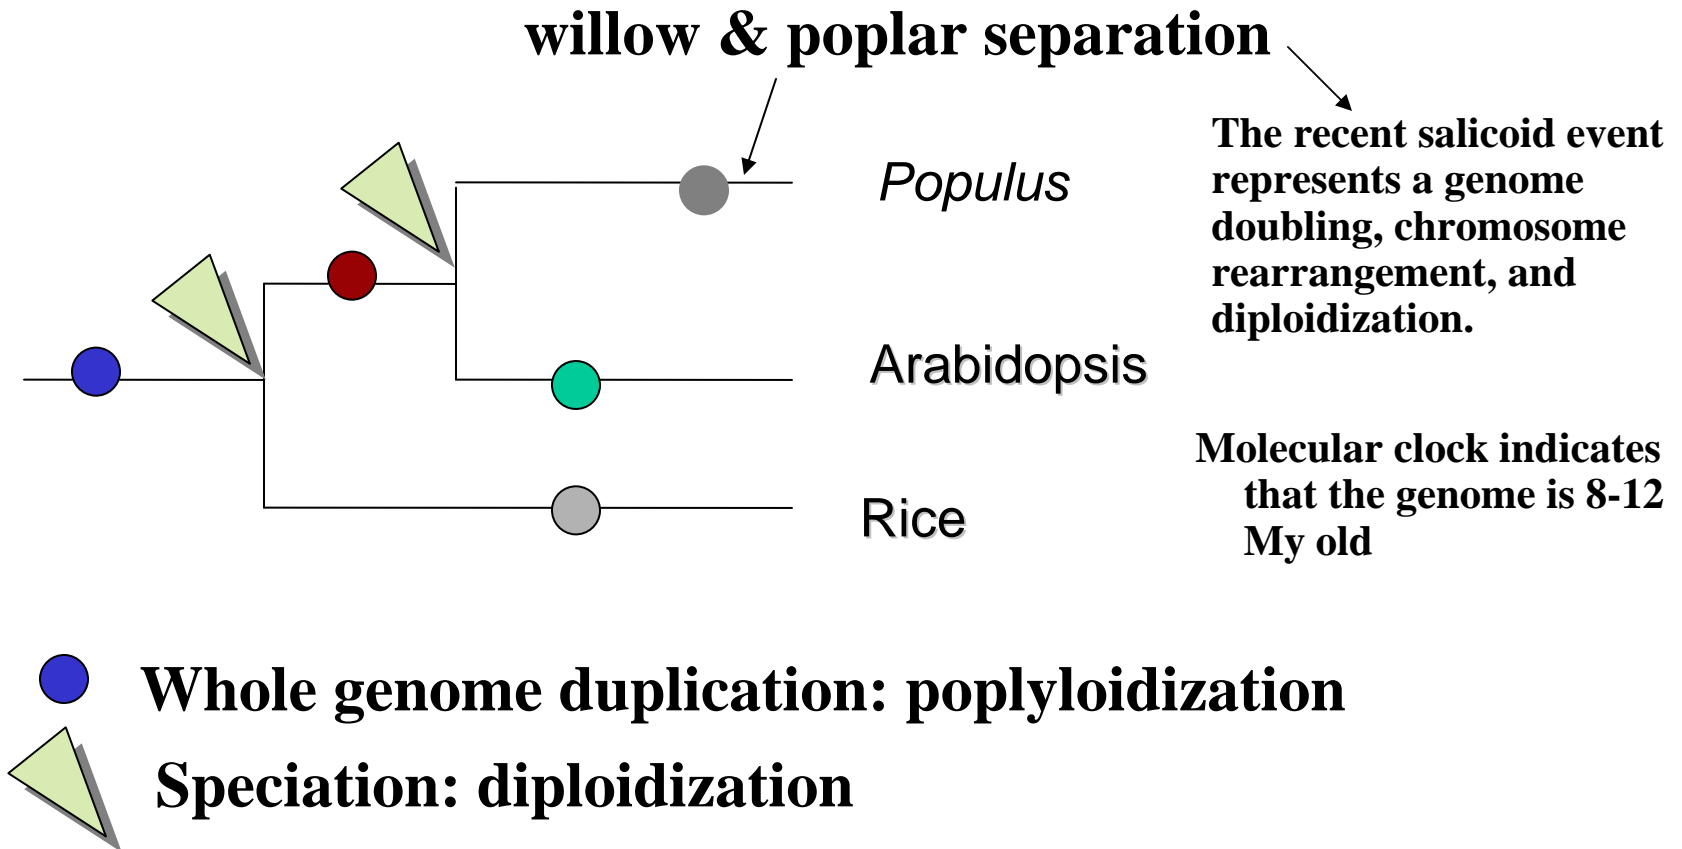 willow & poplar separation
The recent salicoid event
represents a genome
doubling, chromosome
rearrangement, and
diploidization.
Populus
Arabidopsis
Rice
Molecular clock indicates
that the genome is 8-12
My old
Whole genome duplication: poplyloidization
Speciation: diploidization